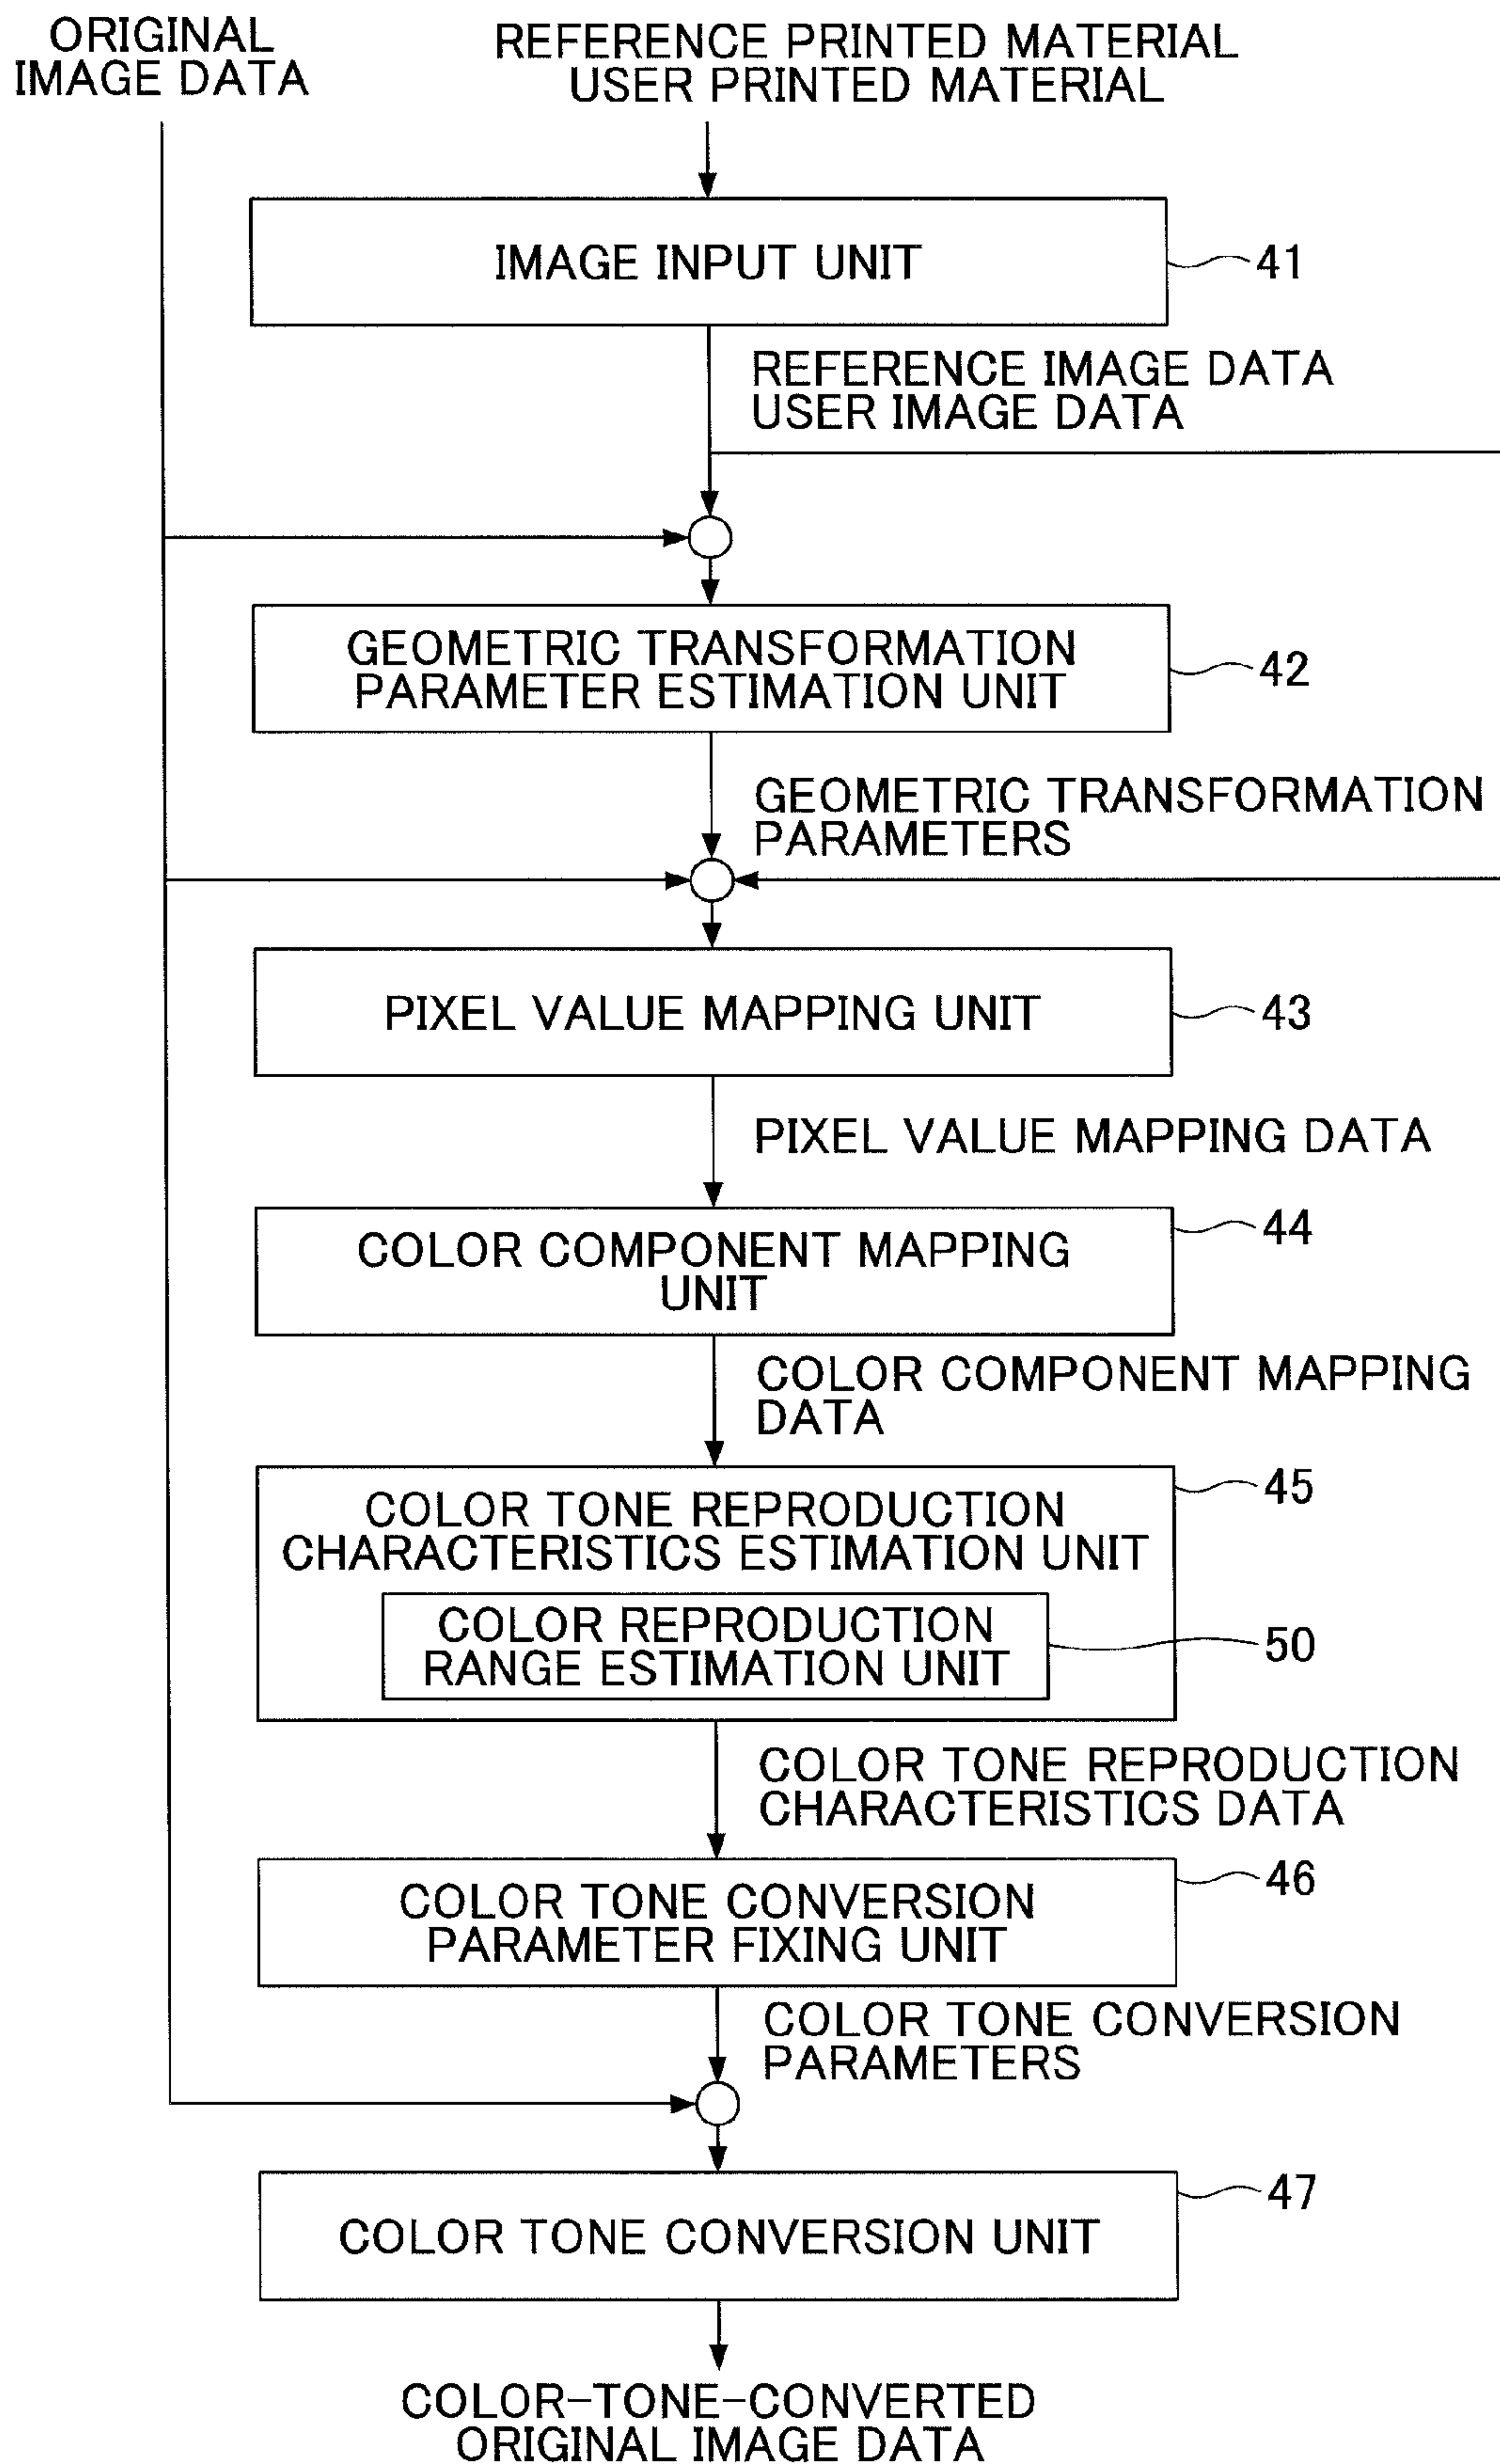 ORIGINAL
IMAGE DATA
REFERENCE PRINTED MATERIAL
USER PRINTED MATERIAL
IMAGE INPUT UNIT
41
REFERENCE IMAGE DATA
USER IMAGE DATA
GEOMETRIC TRANSFORMATION
PARAMETER ESTIMATION UNIT
42
GEOMETRIC TRANSFORMATION
PARAMETERS
PIXEL VALUE MAPPING UNIT
43
PIXEL VALUE MAPPING DATA
COLOR COMPONENT MAPPING
UNIT
44
COLOR COMPONENT MAPPING
DATA
COLOR TONE REPRODUCTION
CHARACTERISTICS ESTIMATION UNIT
45
COLOR REPRODUCTION
RANGE ESTIMATION UNIT
50
COLOR TONE REPRODUCTION
CHARACTERISTICS DATA
COLOR TONE CONVERSION
PARAMETER FIXING UNIT
46
COLOR TONE CONVERSION
PARAMETERS
COLOR TONE CONVERSION UNIT
47
COLOR-TONE-CONVERTED
ORIGINAL IMAGE DATA